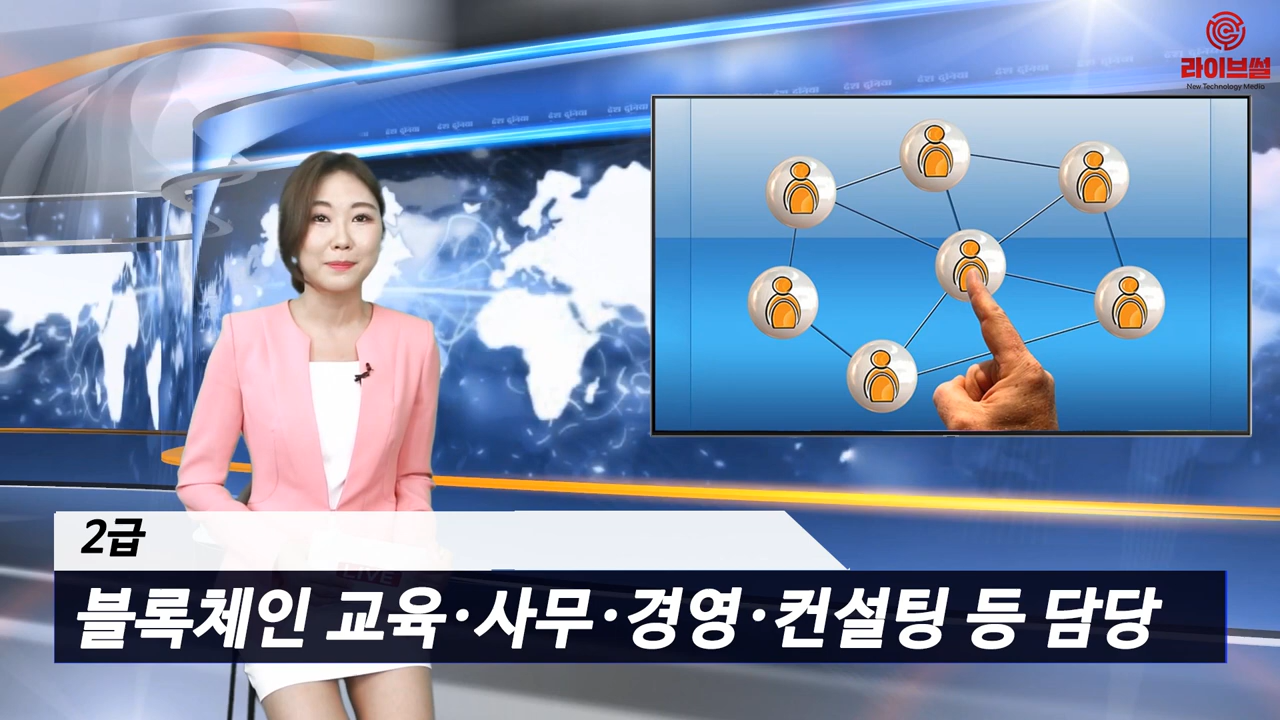 라이브썰
New Technology Media
देश दुनिया देश दुनिया देश दुनिया देश दुनिया देश दुनिया देश दुनिया देश दुनिया देश दुनिया
2급
LIVE
블록체인 교육·사무·경영·컨설팅 등 담당